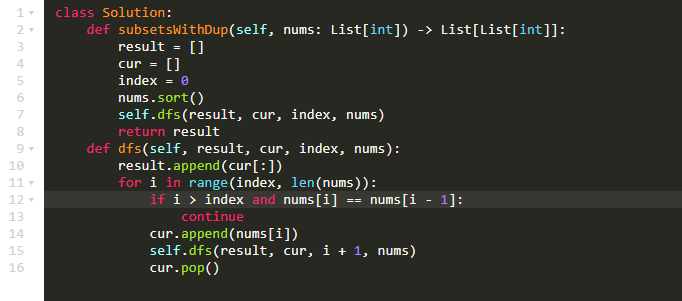 1 class Solution:
2     def subsetsWithDup(self, nums: List[int]) -> List[List[int]]:
3         result = []
4         cur = []
5         index = 0
6         nums.sort()
7         self.dfs(result, cur, index, nums)
8         return result
9     def dfs(self, result, cur, index, nums):
10         result.append(cur[:])
11         for i in range(index, len(nums)):
12             if i > index and nums[i] == nums[i - 1]:
13                 continue
14             cur.append(nums[i])
15             self.dfs(result, cur, i + 1, nums)
16             cur.pop()